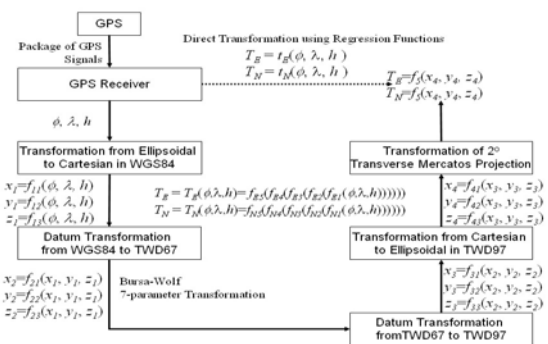 GPS
Package of GPS
Signals
Direct Transformation using Regression Functions
T_E = t_E(ϕ, λ, h )
T_N = t_N(ϕ, λ, h )
GPS Receiver
T_E=f_5(x_4, y_4, z_4)
T_N=f_5(x_4, y_4, z_4)
ϕ, λ, h
Transformation from Ellipsoidal
to Cartesian in WGS84
Transformation of 2°
Transverse Mercatos Projection
x_1=f_11(ϕ, λ, h)
y_1=f_12(ϕ, λ, h)
z_1=f_13(ϕ, λ, h)
T_E = T_E(ϕ,λ,h)=f_E5(f_E4(f_E3(f_E2(f_E1(ϕ,λ,h))))))
T_N = T_N(ϕ,λ,h)=f_N5(f_N4(f_N3(f_N2(f_N1(ϕ,λ,h))))))
x_4=f_41(x_3, y_3, z_3)
y_4=f_42(x_3, y_3, z_3)
z_4=f_43(x_3, y_3, z_3)
Datum Transformation
from WGS84 to TWD67
Transformation from Cartesian
to Ellipsoidal in TWD97
x_2=f_21(x_1, y_1, z_1)
y_2=f_22(x_1, y_1, z_1)
z_2=f_23(x_1, y_1, z_1)
Bursa-Wolf
7-parameter Transformation
x_3=f_31(x_2, y_2, z_2)
y_3=f_32(x_2, y_2, z_2)
z_3=f_33(x_2, y_2, z_2)
Datum Transformation
fromTWD67 to TWD97